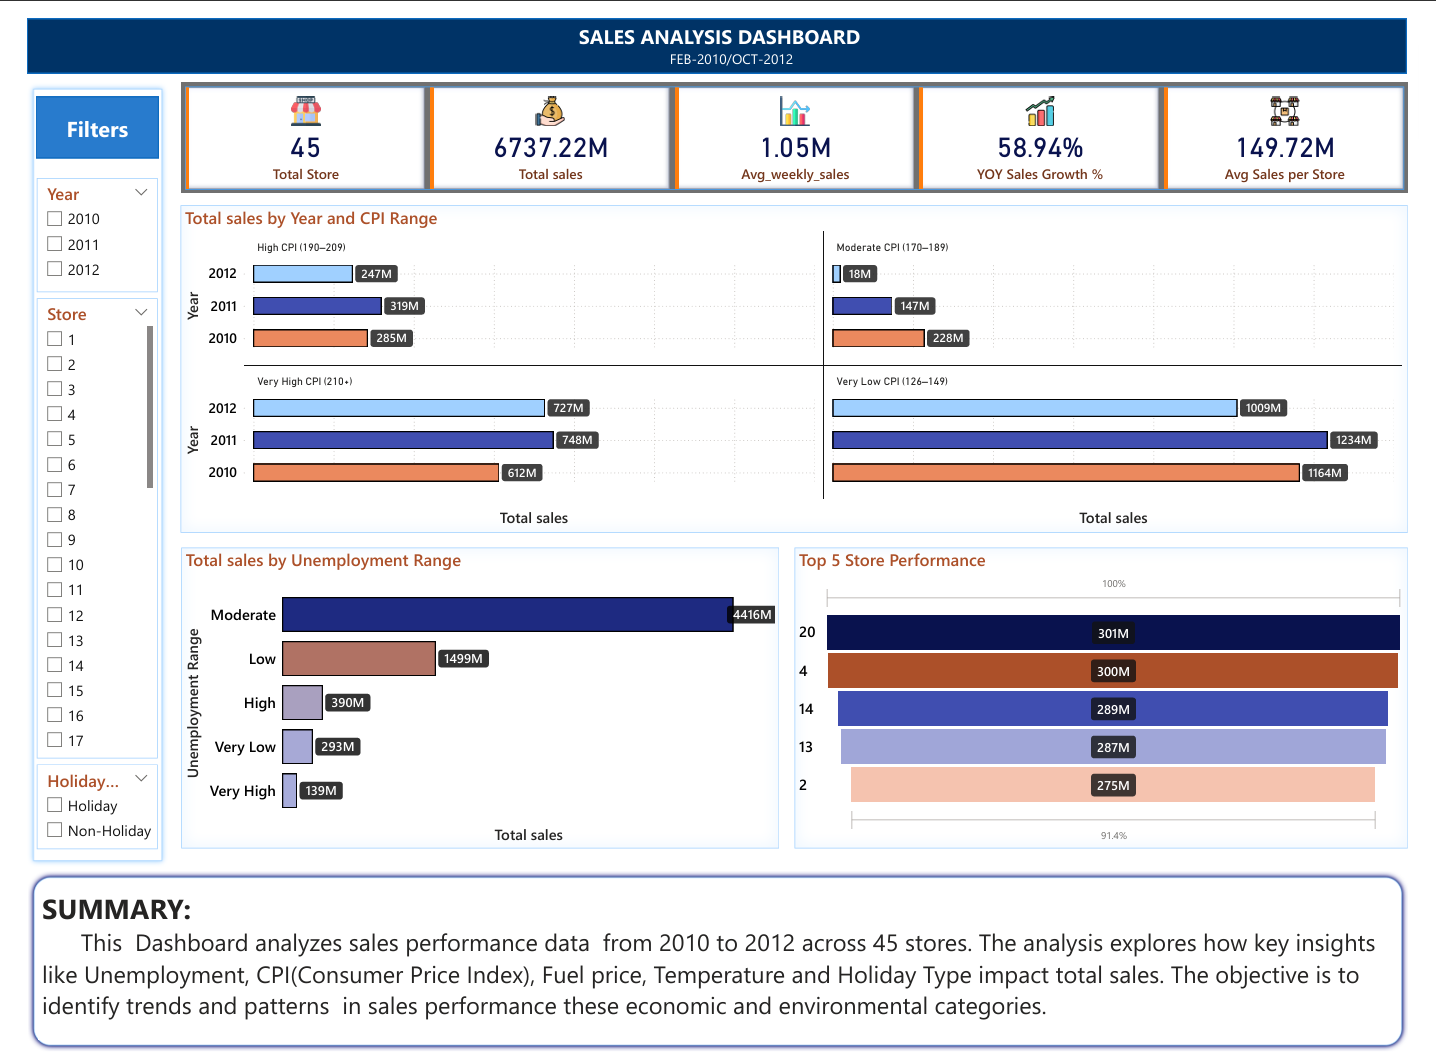 SALES ANALYSIS DASHBOARD
FEB-2010/OCT-2012
Filters
Year
2010
2011
2012
Store
1
2
3
4
5
6
7
8
9
10
11
12
13
14
15
16
17
Holiday...
Holiday
Non-Holiday
SHOP
45
Total Store
$
6737.22M
Total sales
1.05M
Avg_weekly_sales
58.94%
YOY Sales Growth %
149.72M
Avg Sales per Store
Total sales by Year and CPI Range
High CPI (190–209)
Year
2012
247M
2011
319M
2010
285M
Moderate CPI (170–189)
18M
147M
228M
Very High CPI (210+)
Year
2012
727M
2011
748M
2010
612M
Total sales
Very Low CPI (126–149)
1009M
1234M
1164M
Total sales
Total sales by Unemployment Range
Unemployment Range
Moderate
4416M
Low
1499M
High
390M
Very Low
293M
Very High
139M
Total sales
Top 5 Store Performance
100%
20
301M
4
300M
14
289M
13
287M
2
275M
91.4%
SUMMARY:
This  Dashboard analyzes sales performance data  from 2010 to 2012 across 45 stores. The analysis explores how key insights
like Unemployment, CPI(Consumer Price Index), Fuel price, Temperature and Holiday Type impact total sales. The objective is to
identify trends and patterns  in sales performance these economic and environmental categories.